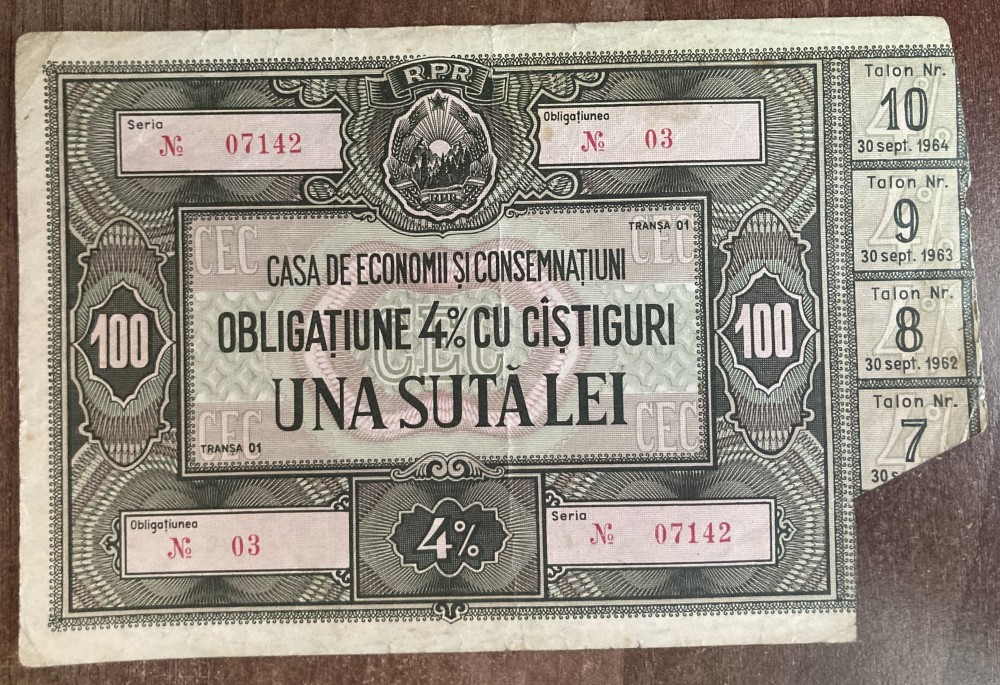 RPR
Seria
№ 07142
Obligațiunea
№ 03
RPR
TRANȘA 01
CEC CEC
CASA DE ECONOMII ȘI CONSEMNAȚIUNI
OBLIGAȚIUNE 4% CU CÎȘTIGURI
CEC
UNA SUTĂ LEI
100 100
CEC CEC
TRANȘA 01
Obligațiunea
№ 03
4%
Seria
№ 07142
Talon Nr.
10
30 sept. 1964
Talon Nr.
9
30 sept. 1963
Talon Nr.
8
30 sept. 1962
Talon Nr.
7
30 s